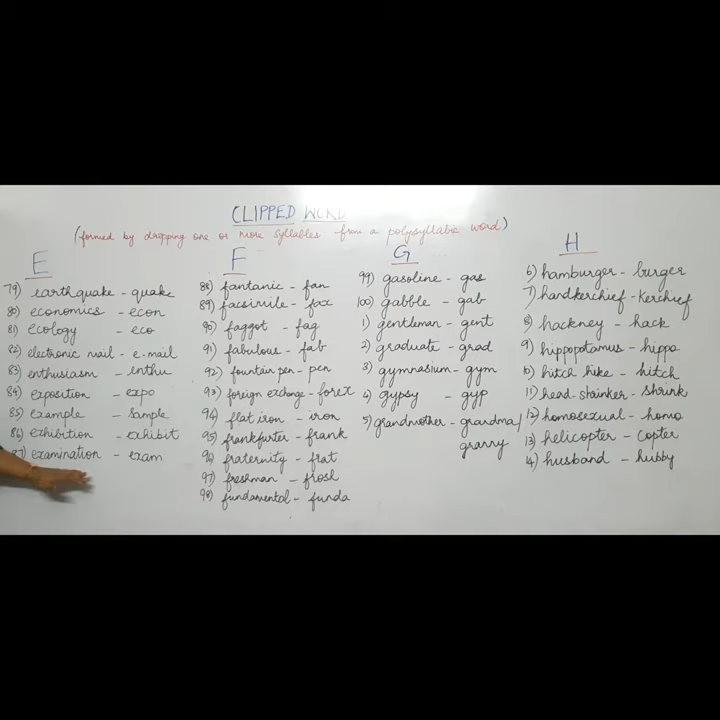 CLIPPED WORD
(formed by dropping one or more syllables from a polysyllabic word)
E
79) earthquake - quake
80) economics - econ
81) ecology - eco
82) electronic mail - e-mail
83) enthusiasm - enthu
84) exposition - expo
85) example - sample
86) exhibition - exhibit
87) examination - exam
F
88) fantanic - fan
89) facsimile - fax
90) faggot - fag
91) fabulous - fab
92) fountain pen - pen
93) foreign exchange - forex
94) flat iron - iron
95) frankfurter - frank
96) fraternity - frat
97) freshman - frosh
98) fundamental - funda
G
99) gasoline - gas
100) gabble - gab
1) gentleman - gent
2) graduate - grad
3) gymnasium - gym
4) gypsy - gyp
5) grandmother - grandma/
granny
H
6) hamburger - burger
7) handkerchief - kerchief
8) hackney - hack
9) hippopotamus - hippo
10) hitch hike - hitch
11) head shrinker - shrink
12) homosexual - homo
13) helicopter - copter
14) husband - hubby